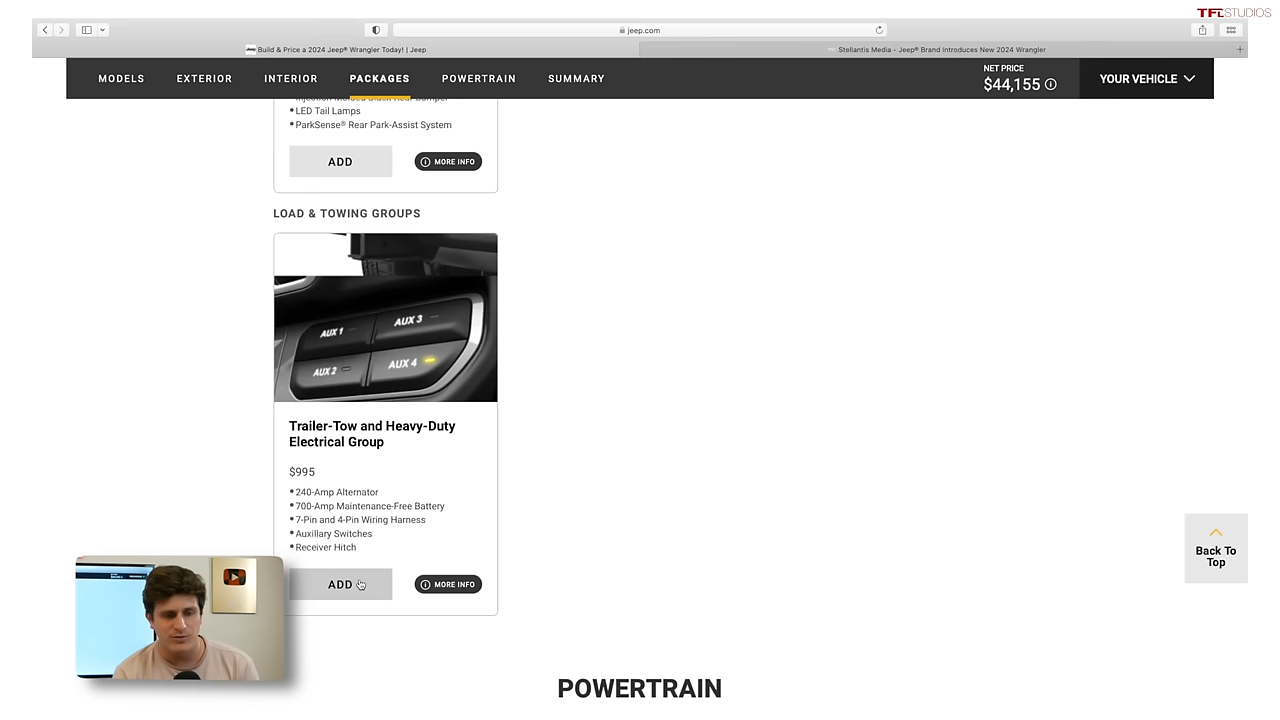 TFLSTUDIOS
jeep.com
Build & Price a 2024 Jeep® Wrangler Today! | Jeep
Stellantis Media - Jeep® Brand Introduces New 2024 Wrangler
MODELS EXTERIOR INTERIOR PACKAGES POWERTRAIN SUMMARY
NET PRICE
$44,155
YOUR VEHICLE
LED Tail Lamps
ParkSense® Rear Park-Assist System
ADD
MORE INFO
LOAD & TOWING GROUPS
AUX 1
AUX 3
AUX 2
AUX 4
Trailer-Tow and Heavy-Duty
Electrical Group
$995
240-Amp Alternator
700-Amp Maintenance-Free Battery
7-Pin and 4-Pin Wiring Harness
Auxillary Switches
Receiver Hitch
ADD
MORE INFO
Back To
Top
POWERTRAIN